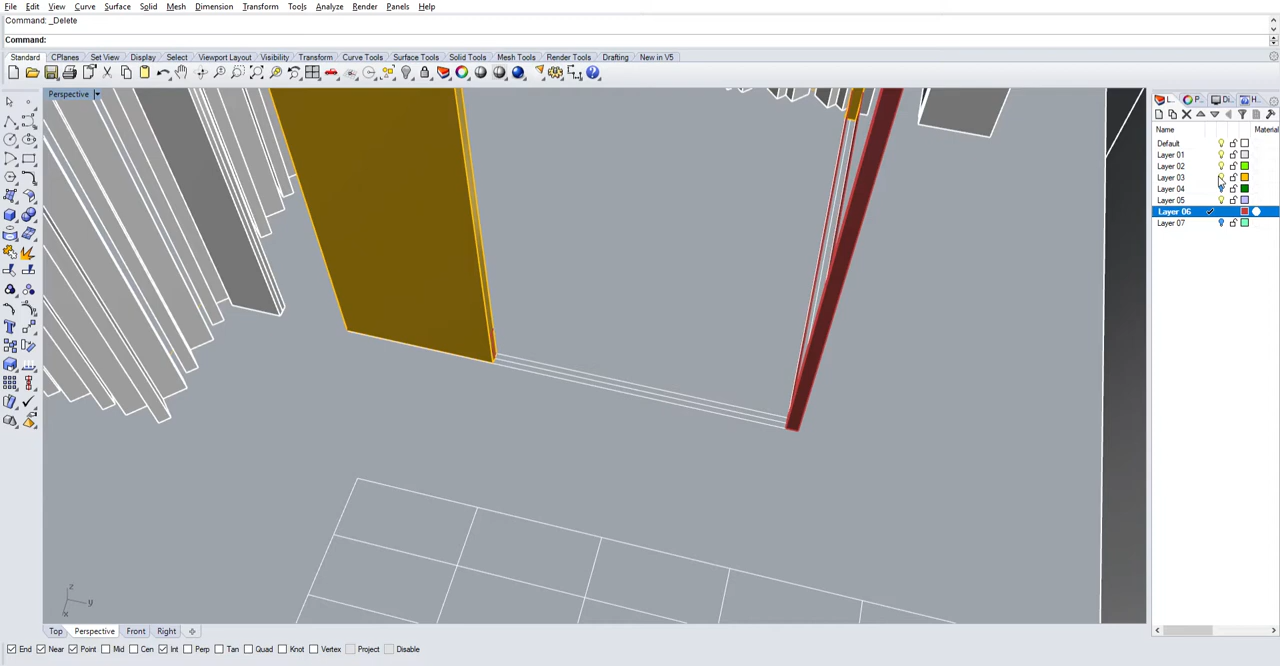 File Edit View Curve Surface Solid Mesh Dimension Transform Tools Analyze Render Panels Help
Command: _Delete
Command:
Standard CPlanes Set View Display Select Viewport Layout Visibility Transform Curve Tools Surface Tools Solid Tools Mesh Tools Render Tools Drafting New in V5
Perspective
L... P... Di... H...
Name Material
Default
Layer 01
Layer 02
Layer 03
Layer 04
Layer 05
Layer 06
Layer 07
z
y
x
Top Perspective Front Right
End Near Point Mid Cen Int Perp Tan Quad Knot Vertex Project Disable